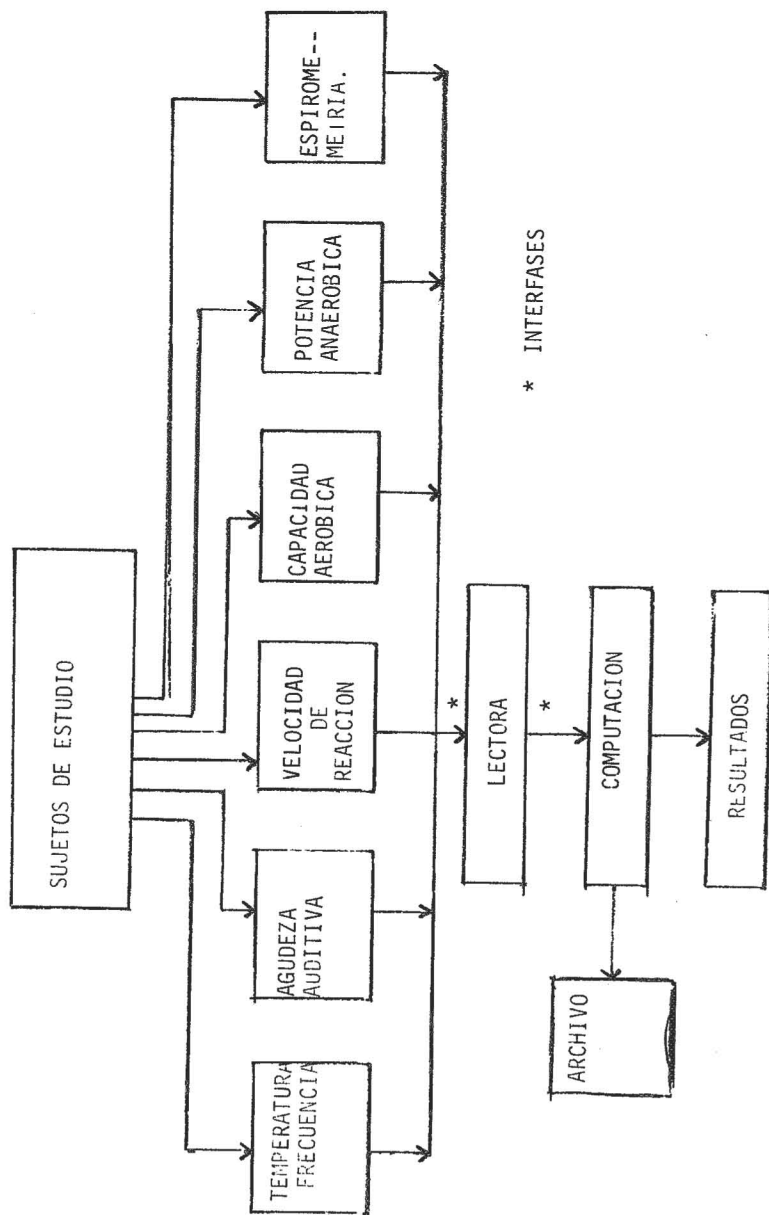 SUJETOS DE ESTUDIO
TEMPERATURA
FRECUENCIA
AGUDEZA
AUDITIVA
VELOCIDAD
DE
REACCION
CAPACIDAD
AEROBICA
POTENCIA
ANAEROBICA
ESPIROME--
METRIA.
*
LECTORA
* INTERFASES
*
COMPUTACION
ARCHIVO
RESULTADOS